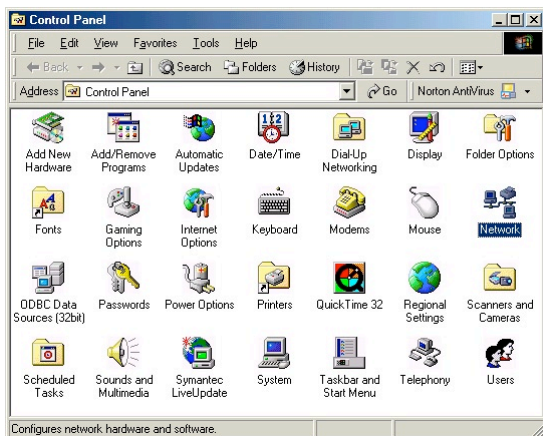 Control Panel
File Edit View Favorites Tools Help
Back Search Folders History
Address Control Panel Go Norton AntiVirus
Add New Hardware
Add/Remove Programs
Automatic Updates
Date/Time
Dial-Up Networking
Display
Folder Options
Fonts
Gaming Options
Internet Options
Keyboard
Modems
Mouse
Network
ODBC Data Sources (32bit)
Passwords
Power Options
Printers
QuickTime 32
Regional Settings
Scanners and Cameras
Scheduled Tasks
Sounds and Multimedia
Symantec LiveUpdate
System
Taskbar and Start Menu
Telephony
Users
Configures network hardware and software.